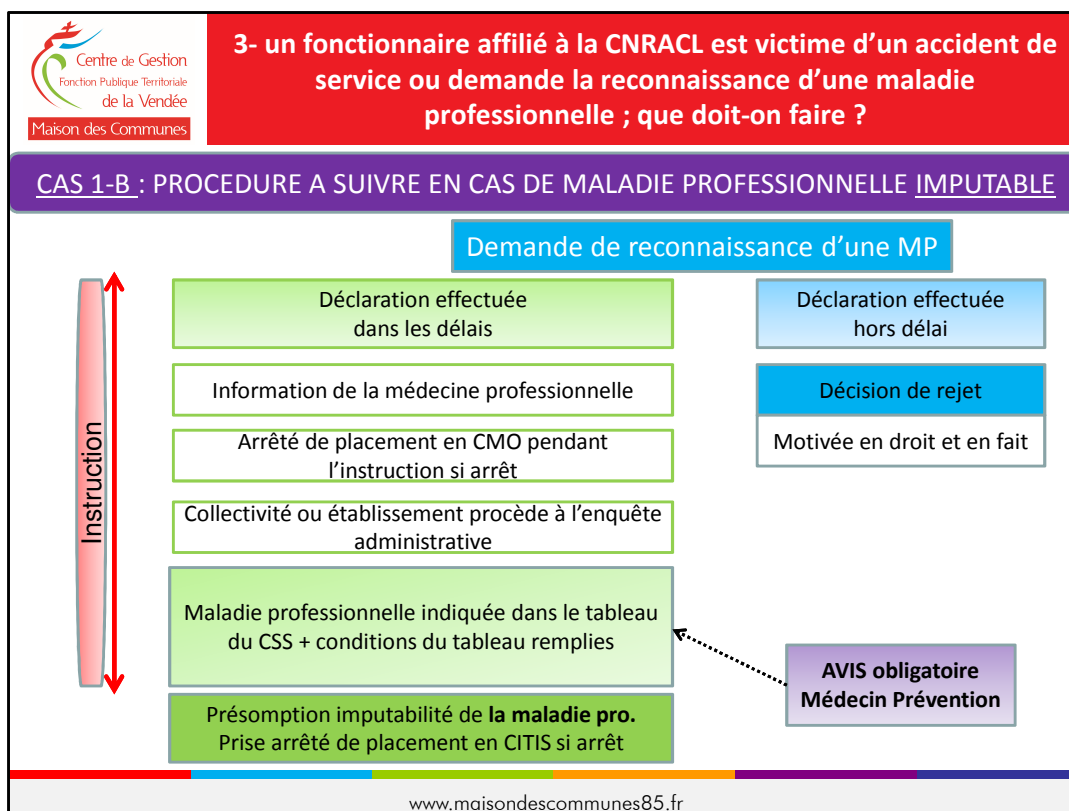 Centre de Gestion
Fonction Publique Territoriale
de la Vendée
Maison des Communes
3- un fonctionnaire affilié à la CNRACL est victime d'un accident de
service ou demande la reconnaissance d'une maladie
professionnelle ; que doit-on faire ?
CAS 1-B : PROCEDURE A SUIVRE EN CAS DE MALADIE PROFESSIONNELLE IMPUTABLE
Demande de reconnaissance d'une MP
Instruction
Déclaration effectuée
dans les délais
Information de la médecine professionnelle
Arrêté de placement en CMO pendant
l'instruction si arrêt
Collectivité ou établissement procède à l'enquête
administrative
Maladie professionnelle indiquée dans le tableau
du CSS + conditions du tableau remplies
Présomption imputabilité de la maladie pro.
Prise arrêté de placement en CITIS si arrêt
Déclaration effectuée
hors délai
Décision de rejet
Motivée en droit et en fait
AVIS obligatoire
Médecin Prévention
www.maisondescommunes85.fr